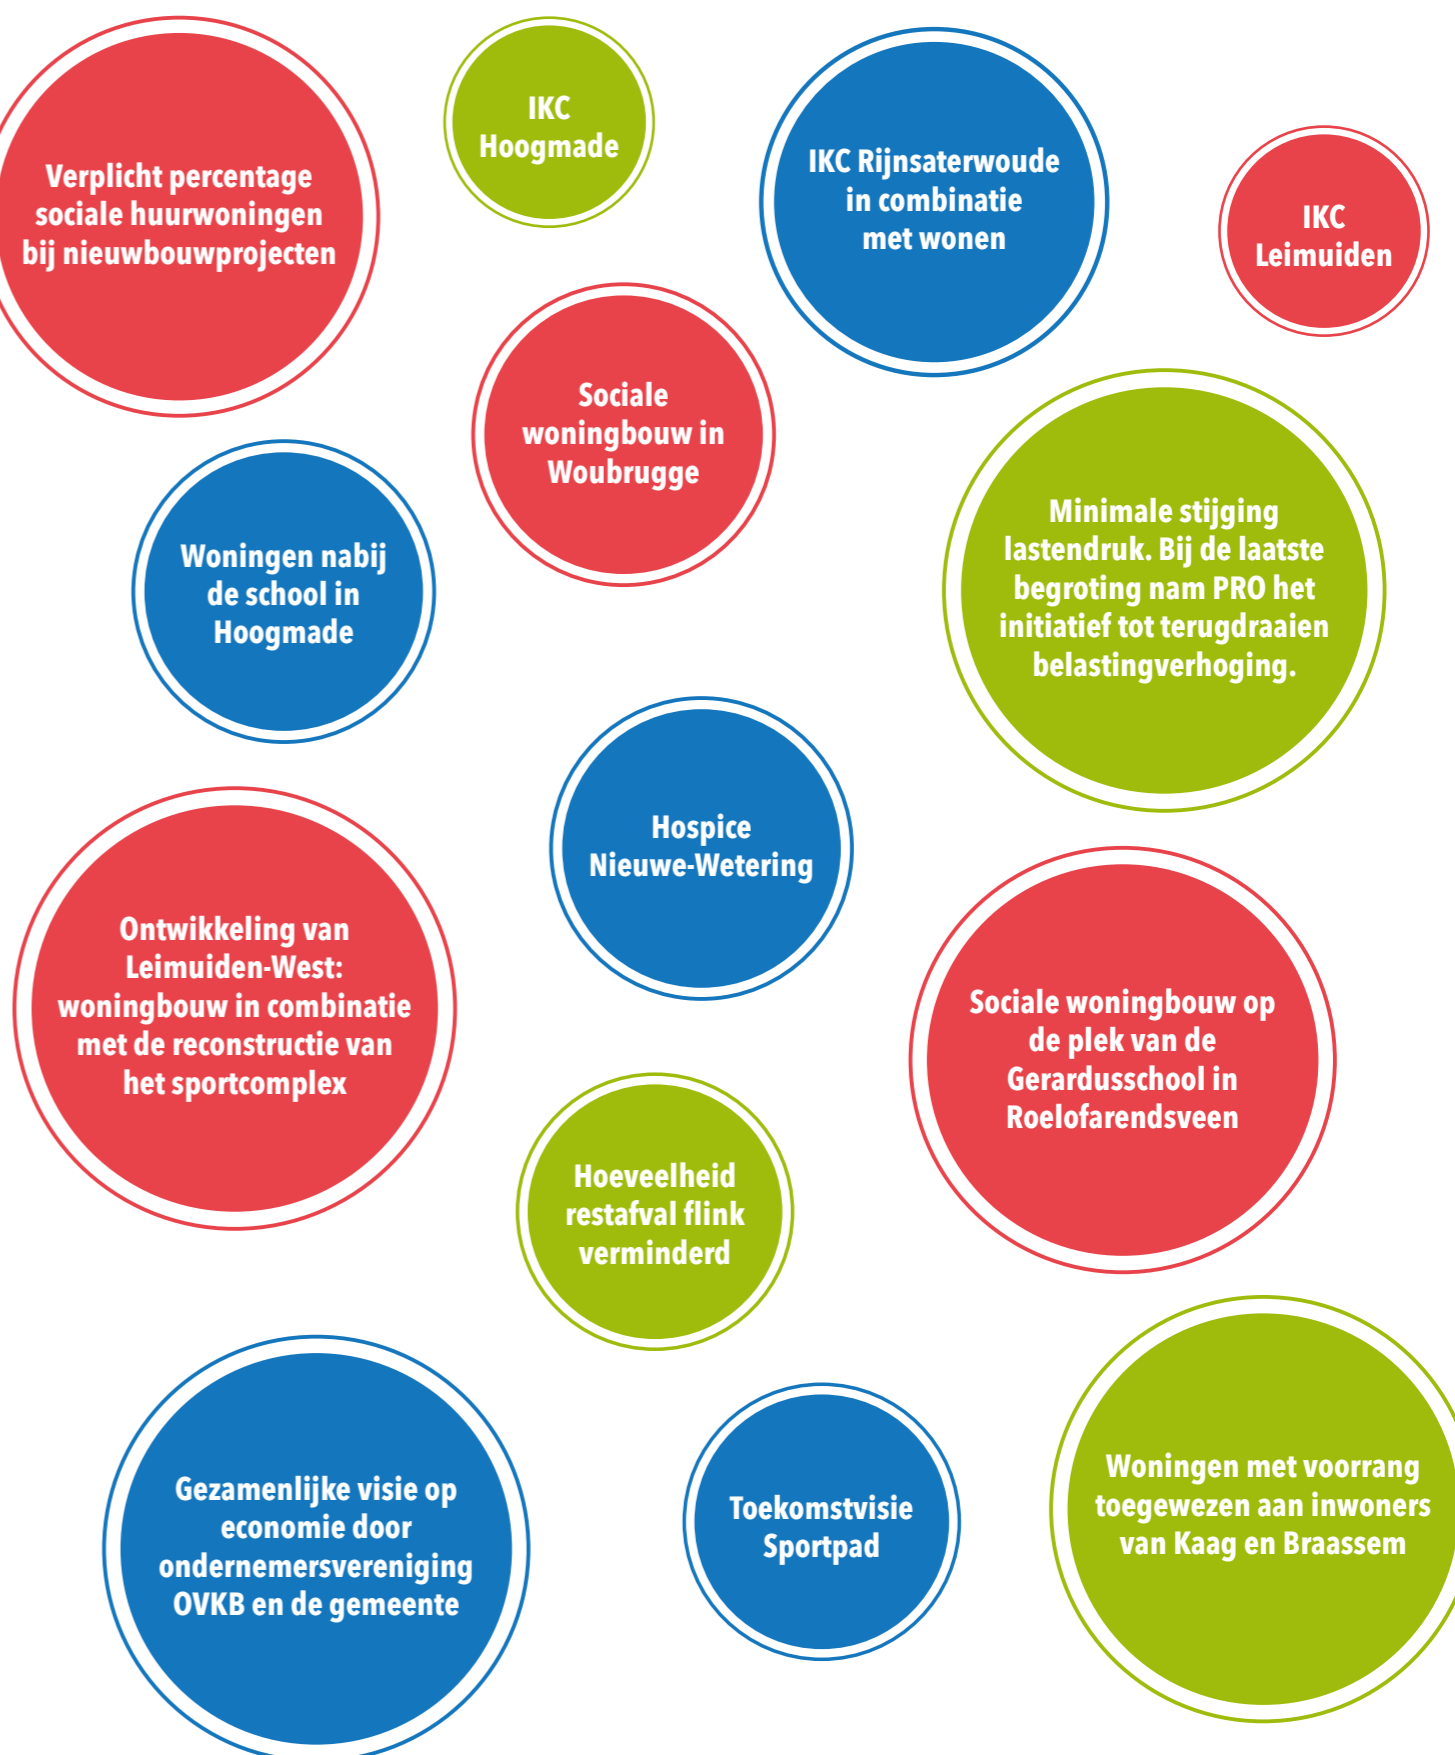 Verplicht percentage
sociale huurwoningen
bij nieuwbouwprojecten
IKC
Hoogmade
IKC Rijnsaterwoude
in combinatie
met wonen
IKC
Leimuiden
Sociale
woningbouw in
Woubrugge
Woningen nabij
de school in
Hoogmade
Minimale stijging
lastendruk. Bij de laatste
begroting nam PRO het
initiatief tot terugdraaien
belastingverhoging.
Hospice
Nieuwe-Wetering
Ontwikkeling van
Leimuiden-West:
woningbouw in combinatie
met de reconstructie van
het sportcomplex
Sociale woningbouw op
de plek van de
Gerardusschool in
Roelofarendsveen
Hoeveelheid
restafval flink
verminderd
Gezamenlijke visie op
economie door
ondernemersvereniging
OVKB en de gemeente
Toekomstvisie
Sportpad
Woningen met voorrang
toegewezen aan inwoners
van Kaag en Braassem